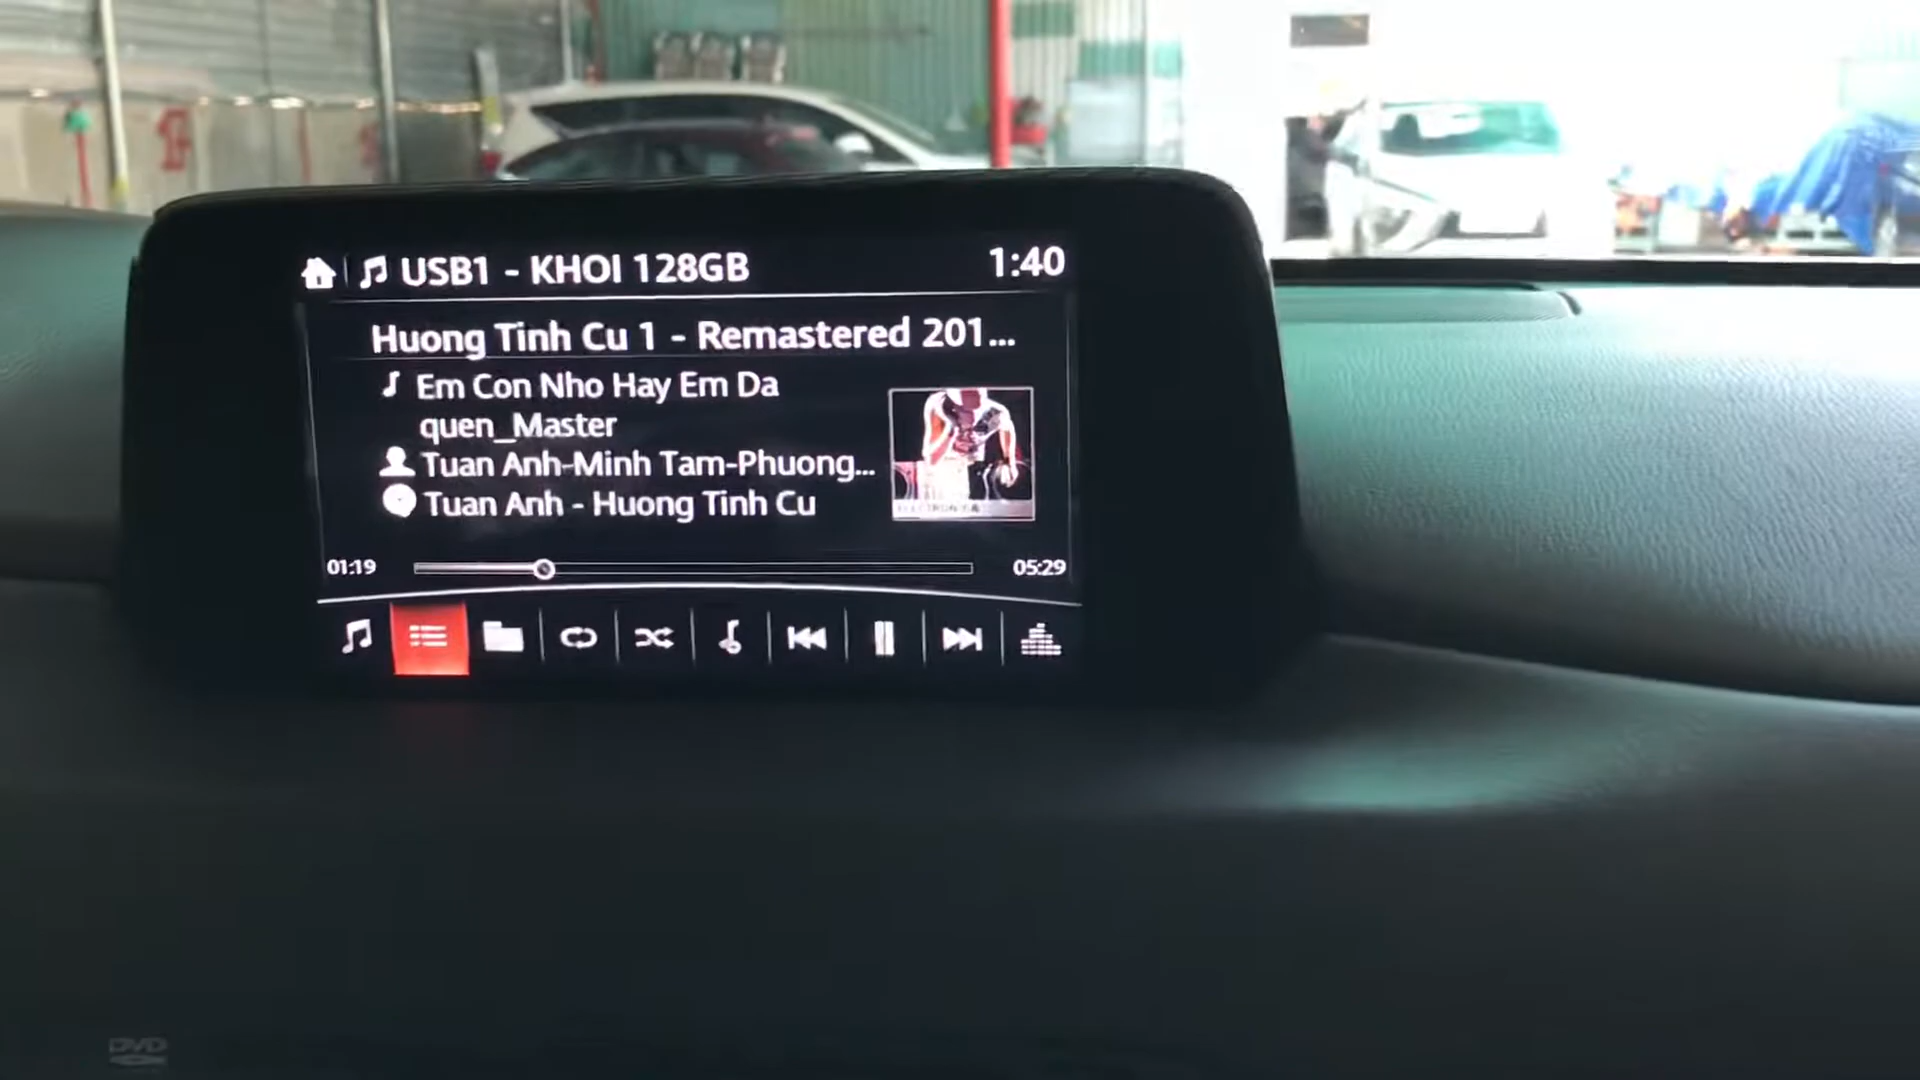 USB1 - KHOI 128GB
1:40
Huong Tinh Cu 1 - Remastered 201...
Em Con Nho Hay Em Da
quen_Master
Tuan Anh-Minh Tam-Phuong...
Tuan Anh - Huong Tinh Cu
01:19
05:29
DVD